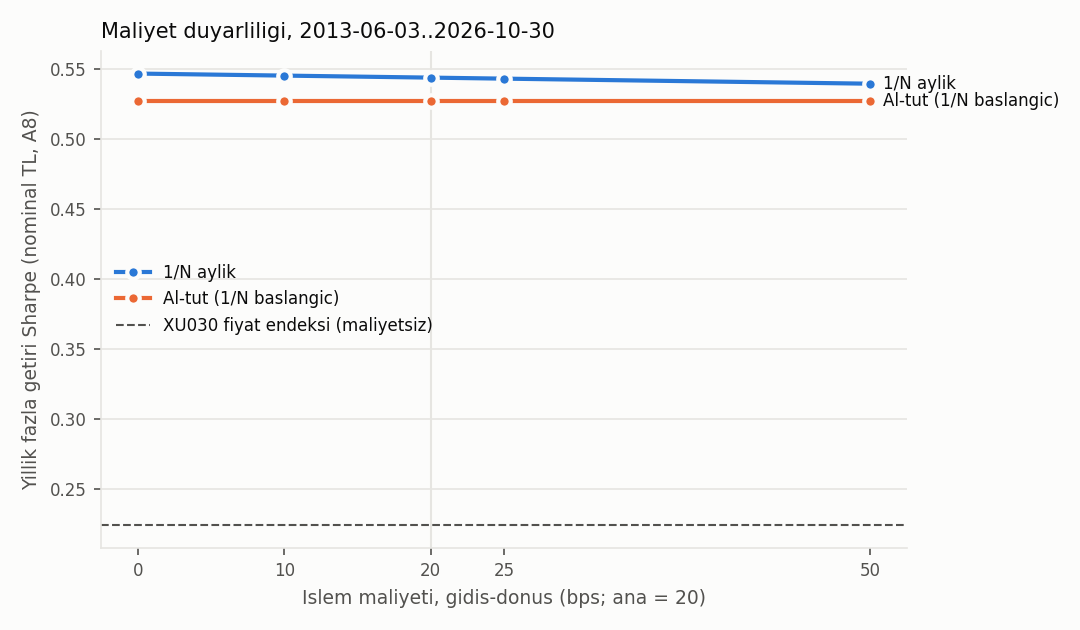 Maliyet duyarliligi, 2013-06-03..2026-10-30
Yillik fazla getiri Sharpe (nominal TL, A8)
0.55
0.50
0.45
0.40
0.35
0.30
0.25
1/N aylik
Al-tut (1/N baslangic)
1/N aylik
Al-tut (1/N baslangic)
XU030 fiyat endeksi (maliyetsiz)
0
10
20
25
50
Islem maliyeti, gidis-donus (bps; ana = 20)